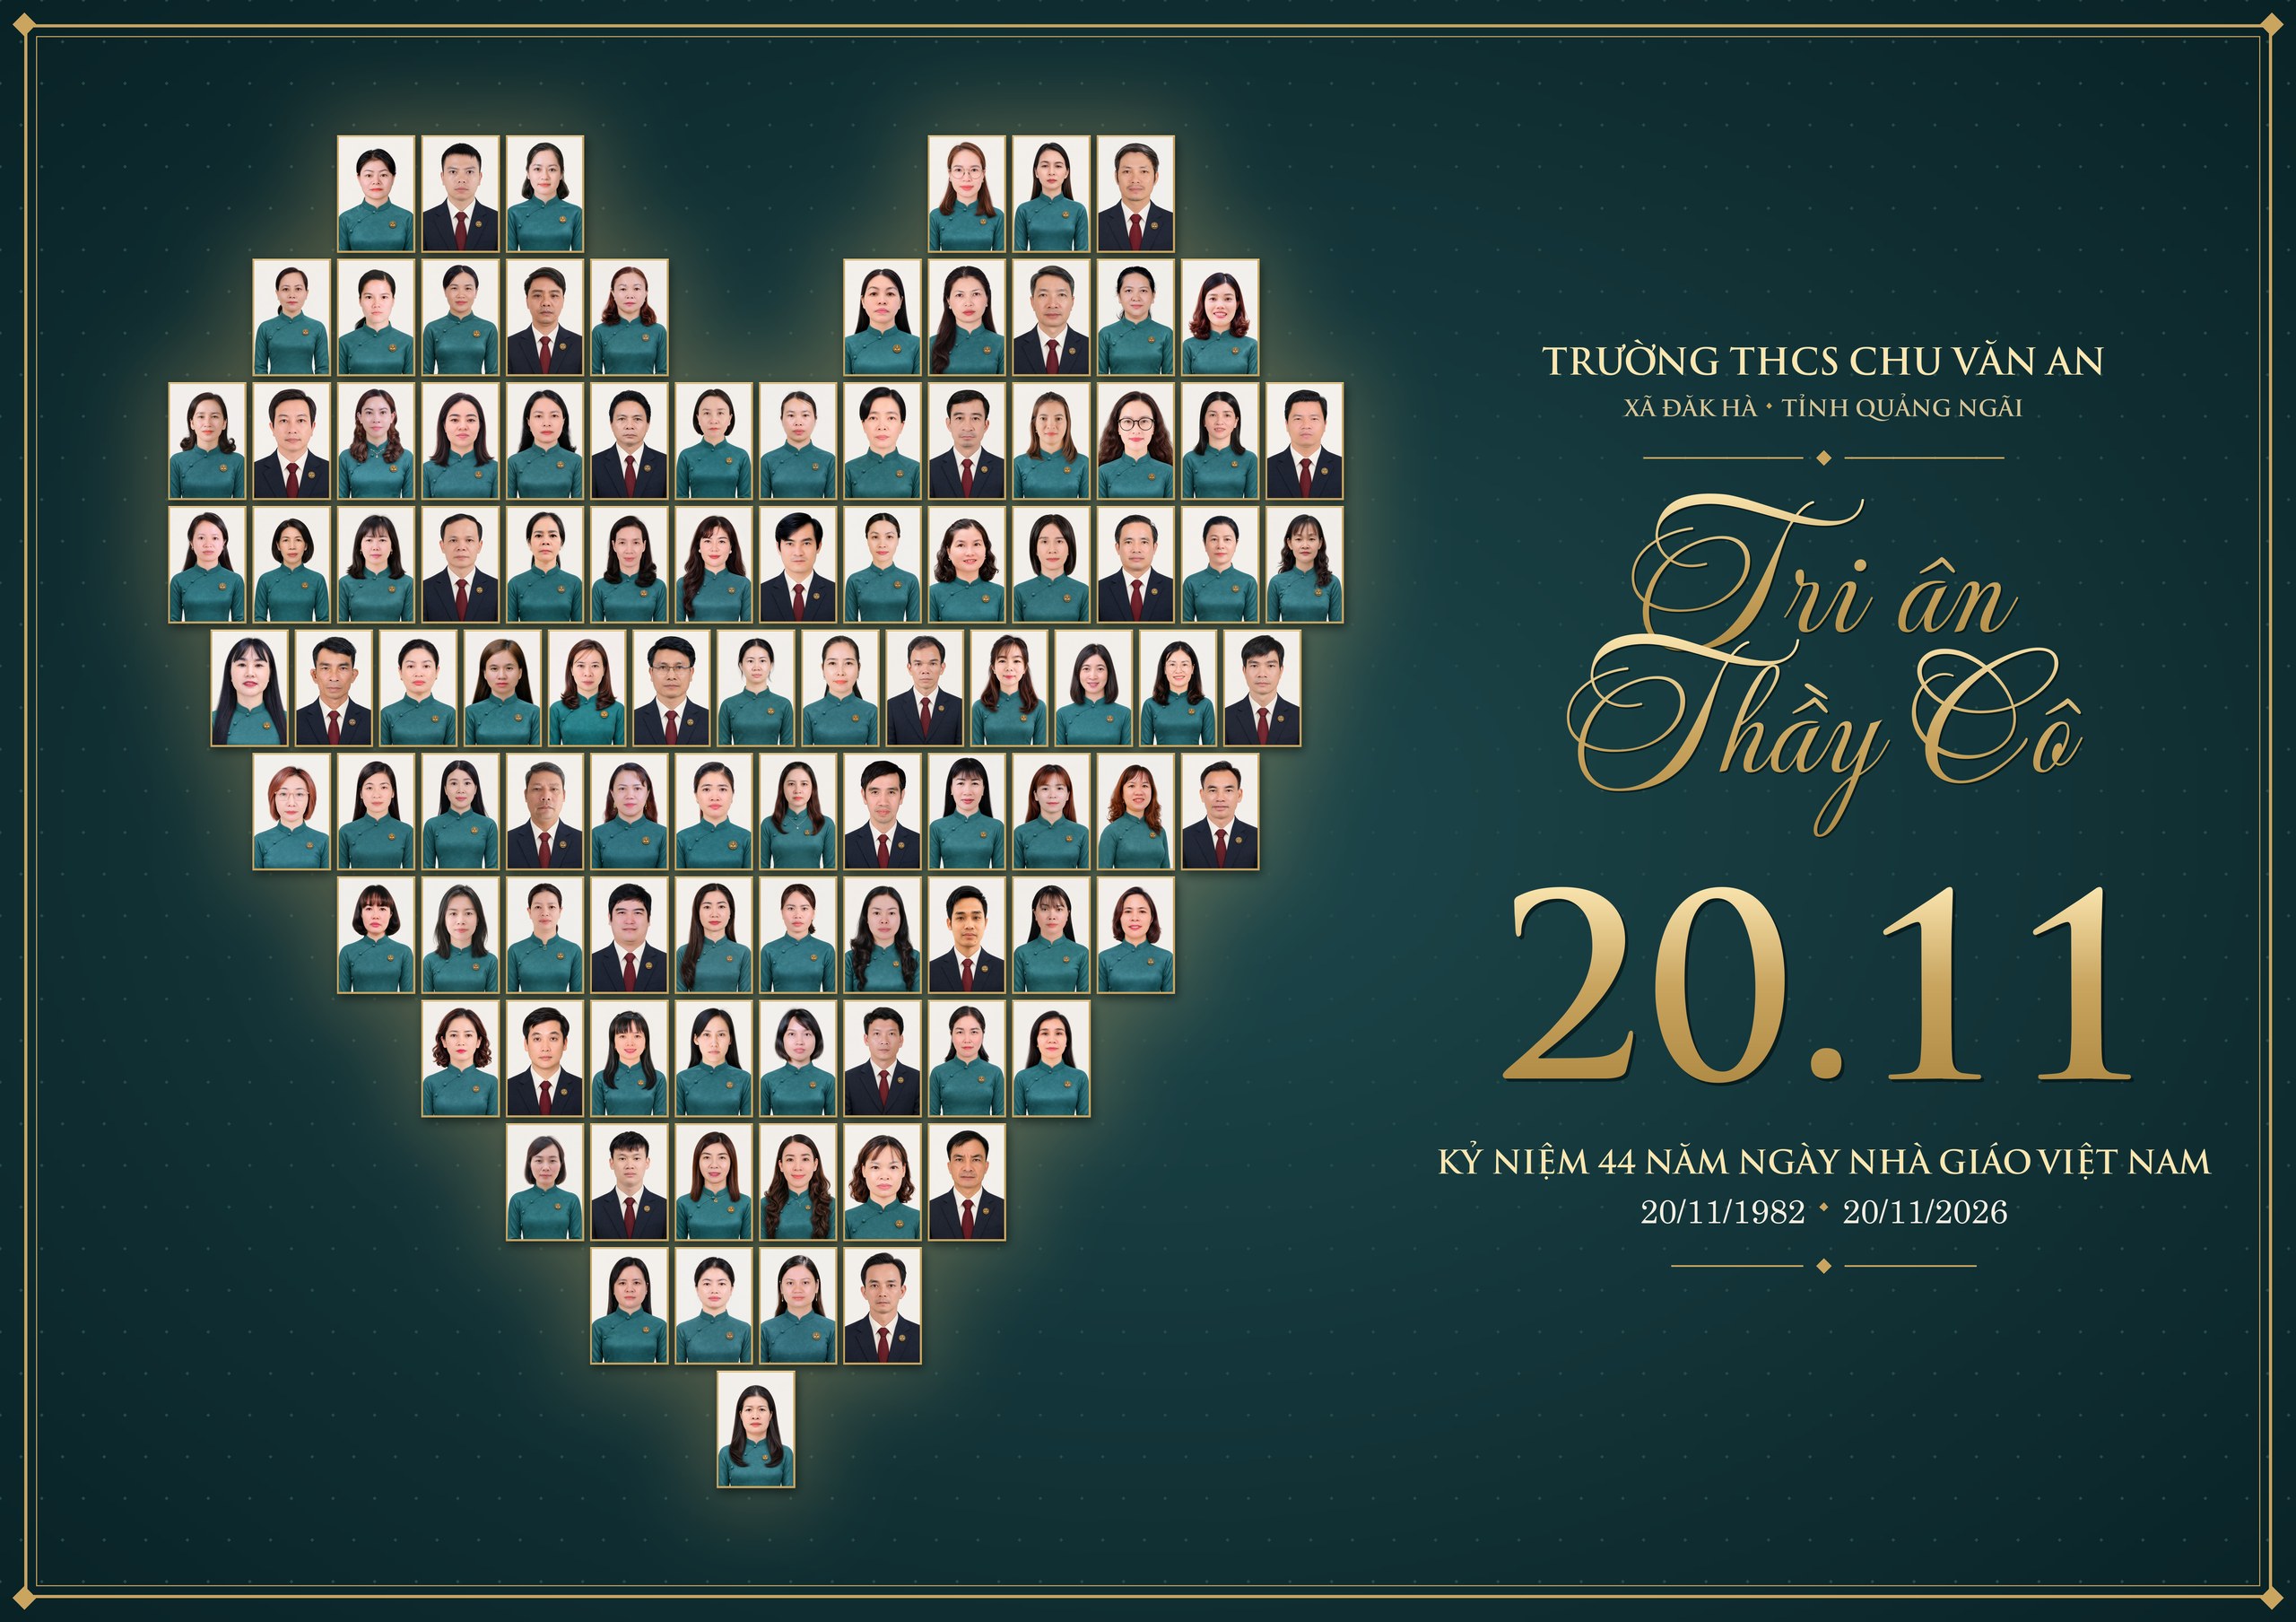 TRƯỜNG THCS CHU VĂN AN
XÃ ĐĂK HÀ • TỈNH QUẢNG NGÃI
Tri ân
Thầy Cô
20.11
KỶ NIỆM 44 NĂM NGÀY NHÀ GIÁO VIỆT NAM
20/11/1982 • 20/11/2026